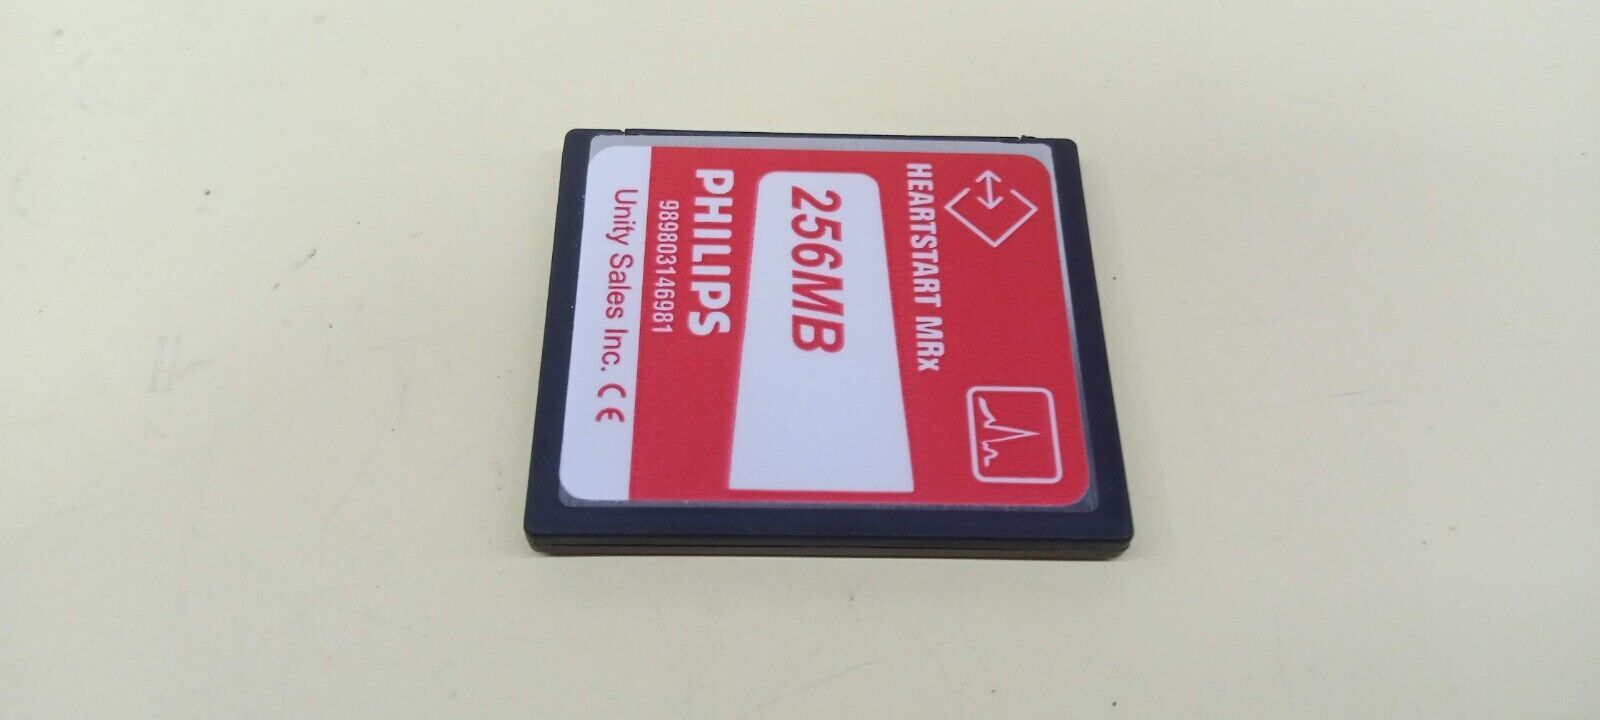 HEARTSTART MRx
256MB
PHILIPS
989803146981
Unity Sales Inc. CE